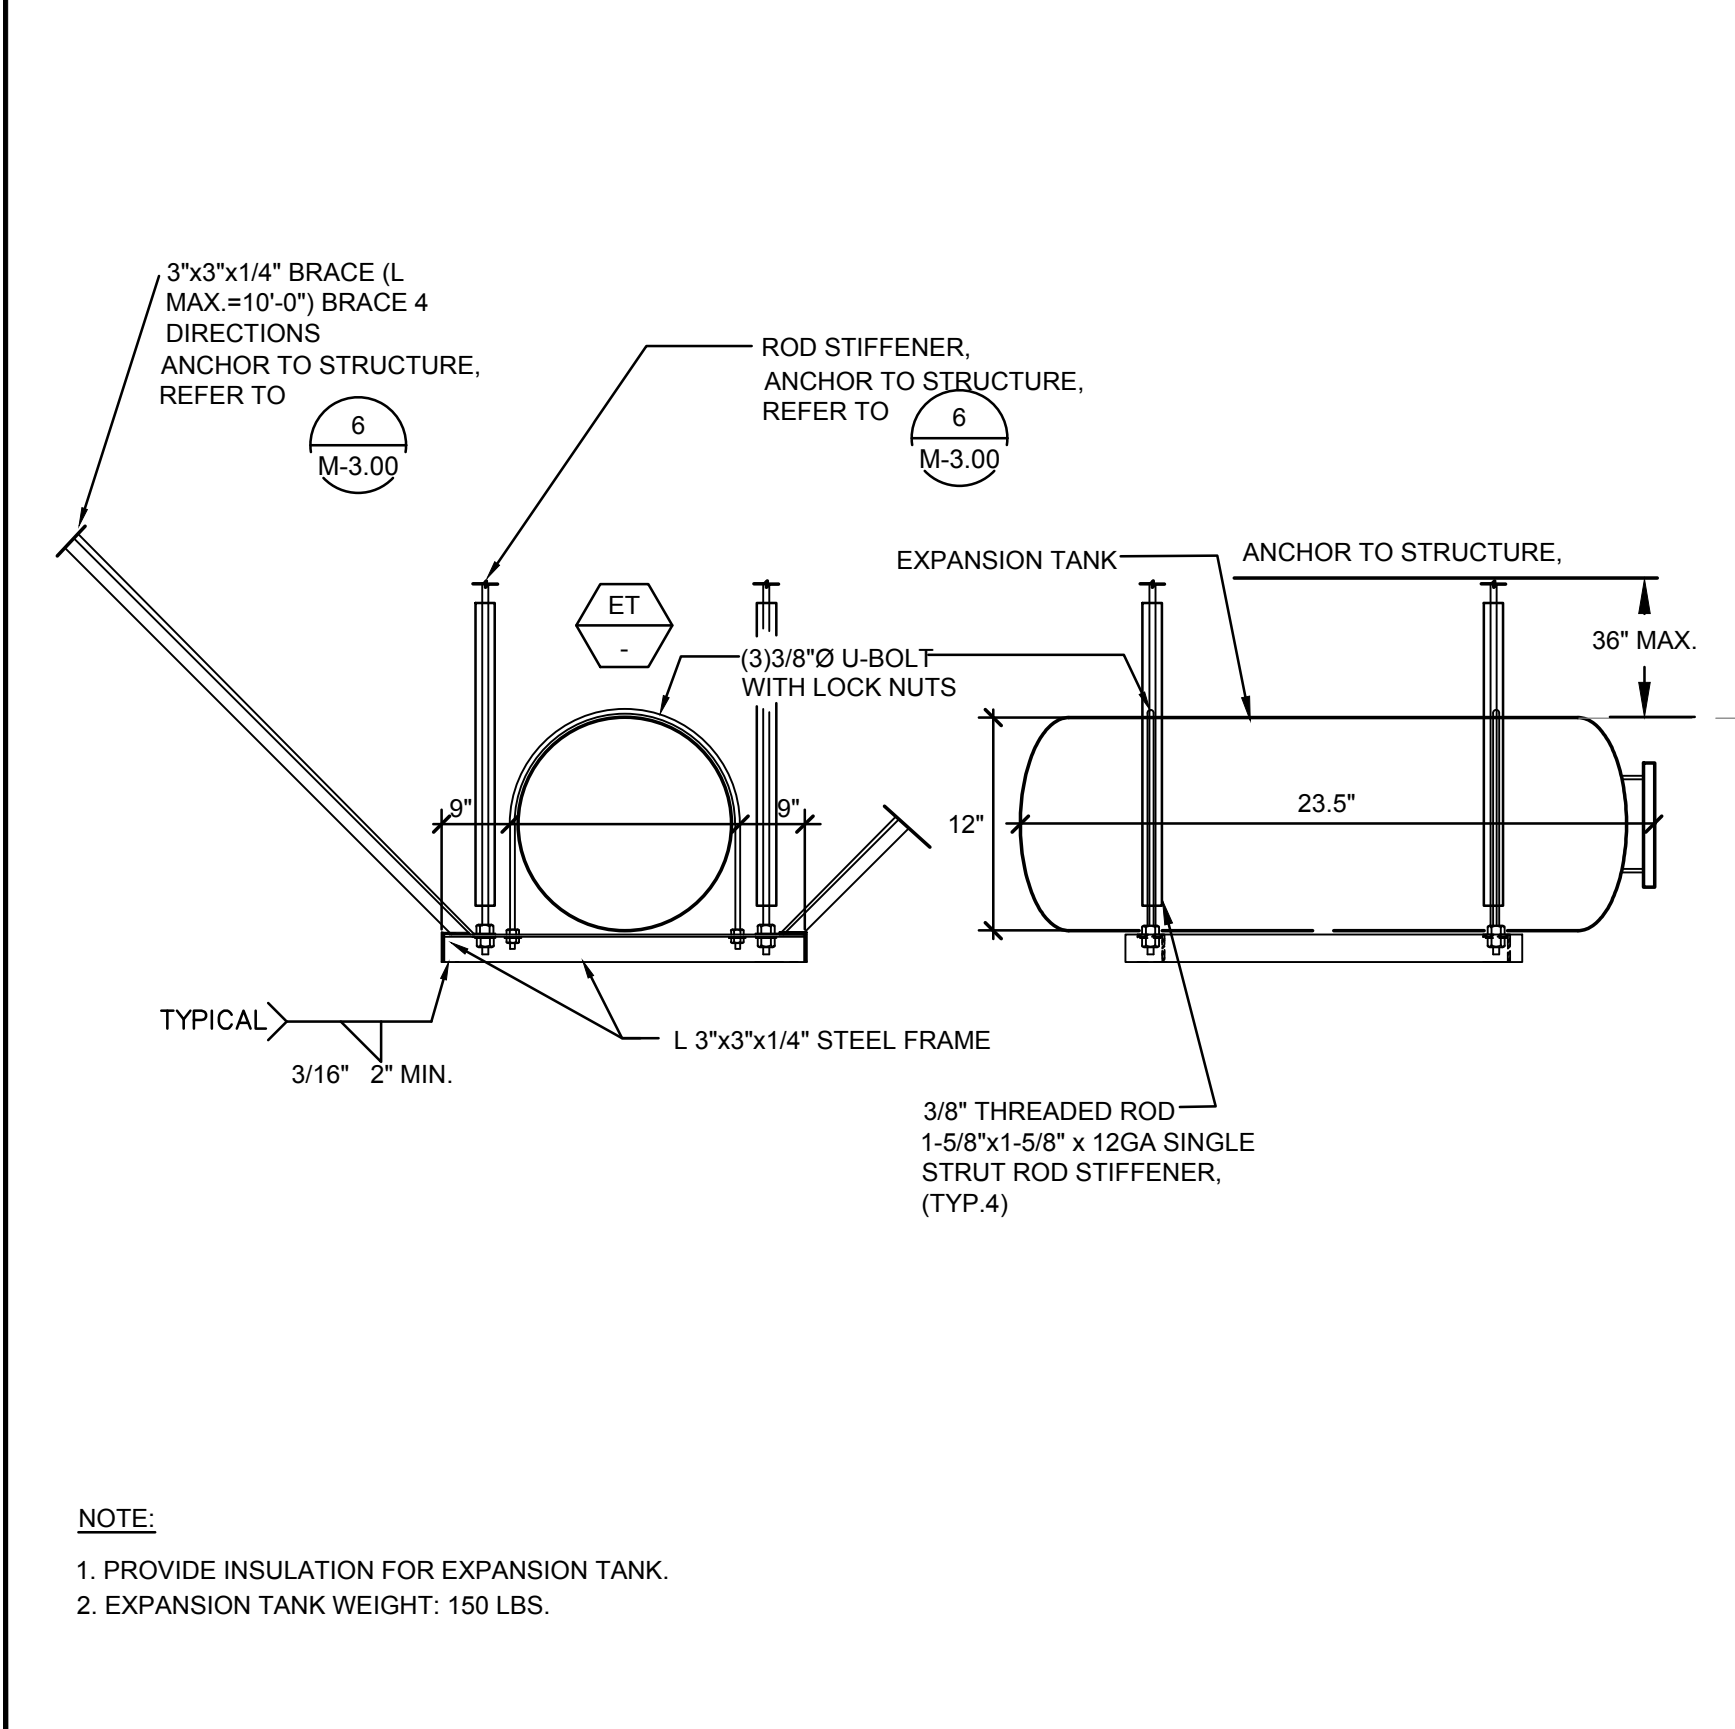 3"x3"x1/4" BRACE (L
MAX.=10'-0") BRACE 4
DIRECTIONS
ANCHOR TO STRUCTURE,
REFER TO
6
M-3.00
ROD STIFFENER,
ANCHOR TO STRUCTURE,
REFER TO
6
M-3.00
EXPANSION TANK
ANCHOR TO STRUCTURE,
ET
-
36" MAX.
(3)3/8"Ø U-BOLT
WITH LOCK NUTS
9"
9"
12"
23.5"
TYPICAL
3/16" 2" MIN.
L 3"x3"x1/4" STEEL FRAME
3/8" THREADED ROD
1-5/8"x1-5/8" x 12GA SINGLE
STRUT ROD STIFFENER,
(TYP.4)
NOTE:
1. PROVIDE INSULATION FOR EXPANSION TANK.
2. EXPANSION TANK WEIGHT: 150 LBS.